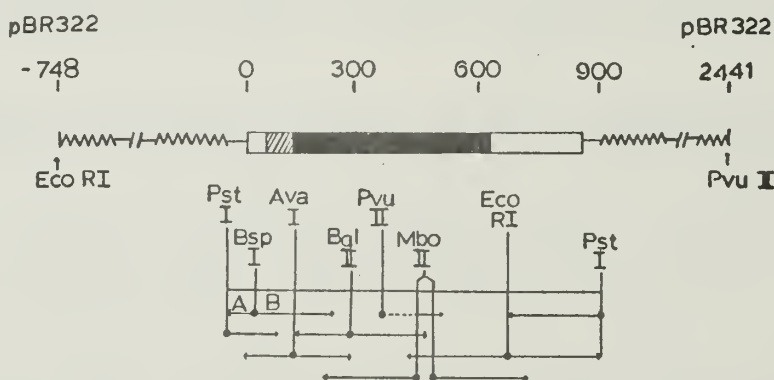 pBR322 pBR322
-748 0 300 600 900 2441
Eco RI Pvu II
Pst Ava Pvu Eco
I I II RI
Bsp Bgl Mbo Pst
I II II I
A B